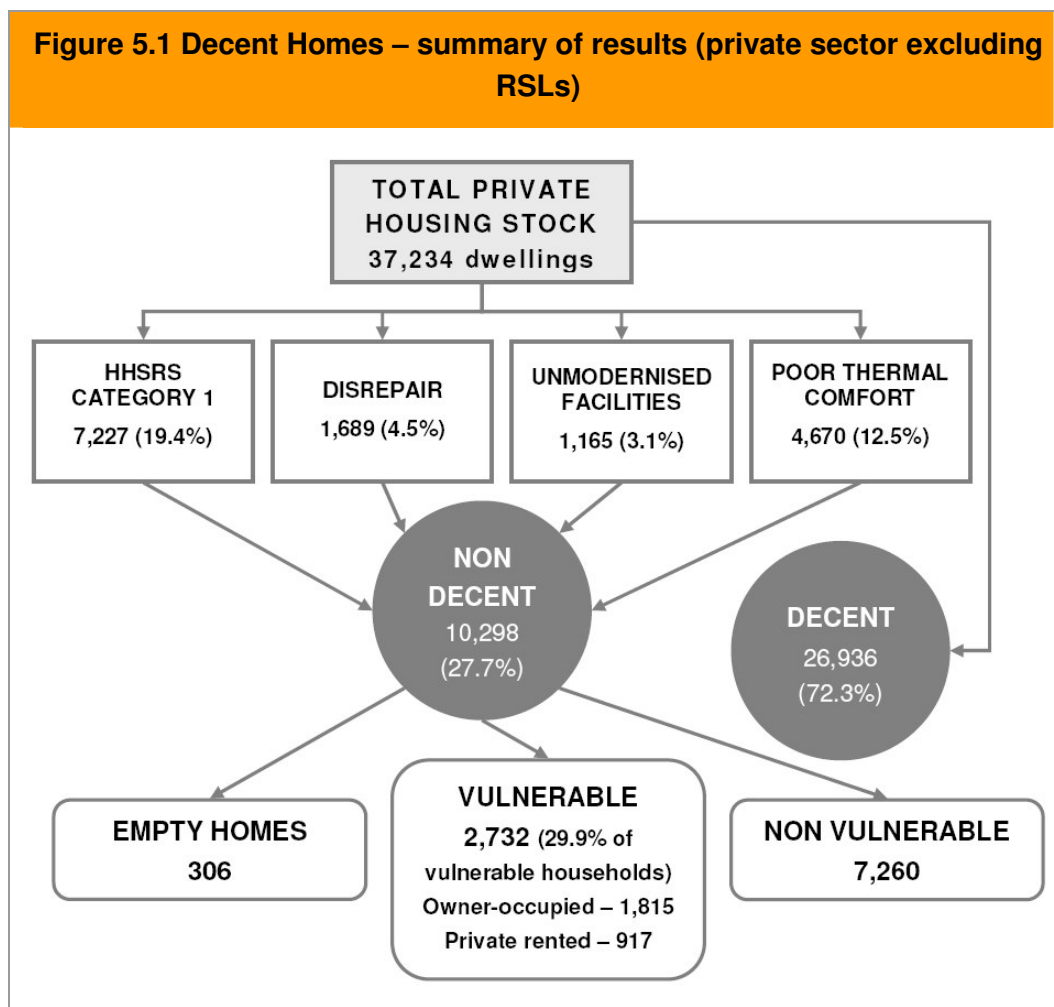 Figure 5.1 Decent Homes – summary of results (private sector excluding
RSLs)
TOTAL PRIVATE
HOUSING STOCK
37,234 dwellings
HHSRS
CATEGORY 1
7,227 (19.4%)
DISREPAIR
1,689 (4.5%)
UNMODERNISED
FACILITIES
1,165 (3.1%)
POOR THERMAL
COMFORT
4,670 (12.5%)
NON
DECENT
10,298
(27.7%)
DECENT
26,936
(72.3%)
EMPTY HOMES
306
VULNERABLE
2,732 (29.9% of
vulnerable households)
Owner-occupied – 1,815
Private rented – 917
NON VULNERABLE
7,260